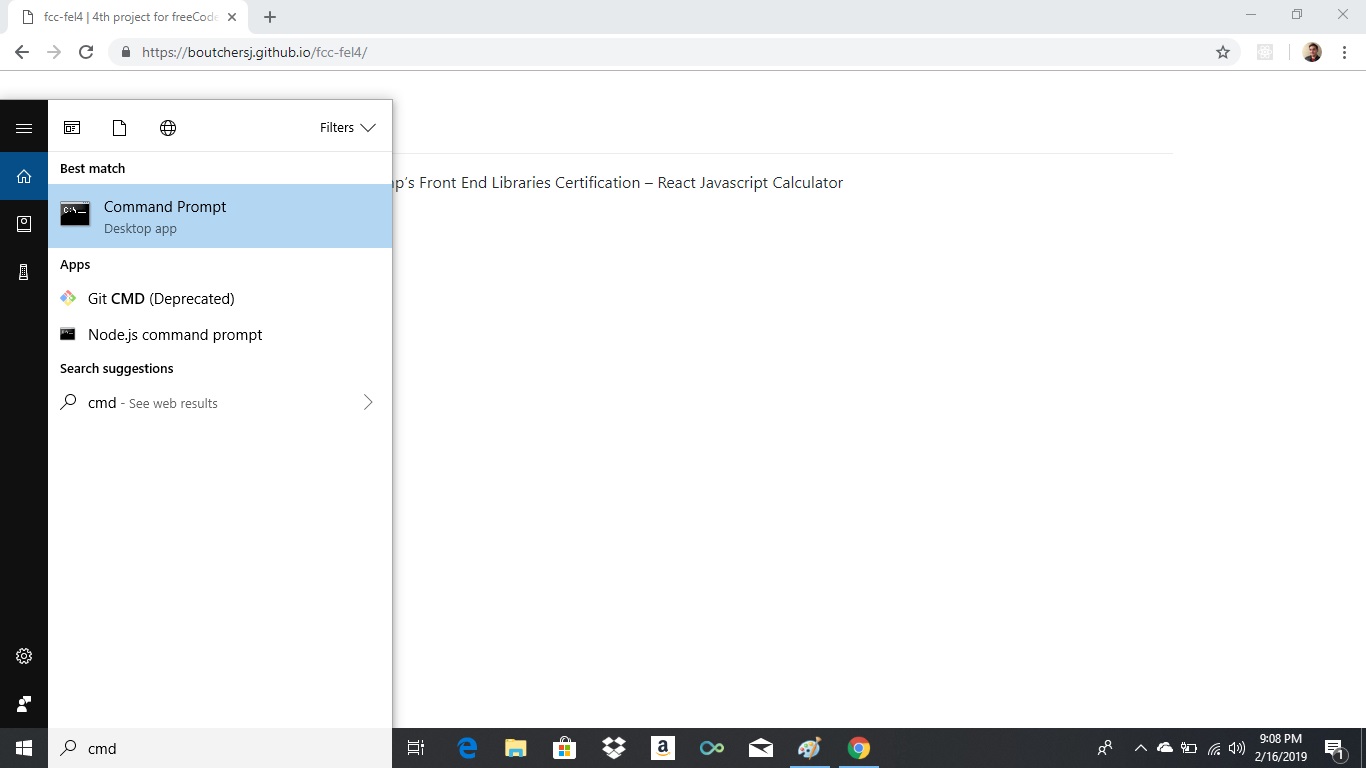 fcc-fel4 | 4th project for freeCode
https://boutchersj.github.io/fcc-fel4/
Filters
Best match
Command Prompt
Desktop app
Apps
Git CMD (Deprecated)
Node.js command prompt
Search suggestions
cmd - See web results
p's Front End Libraries Certification – React Javascript Calculator
cmd
9:08 PM
2/16/2019
1